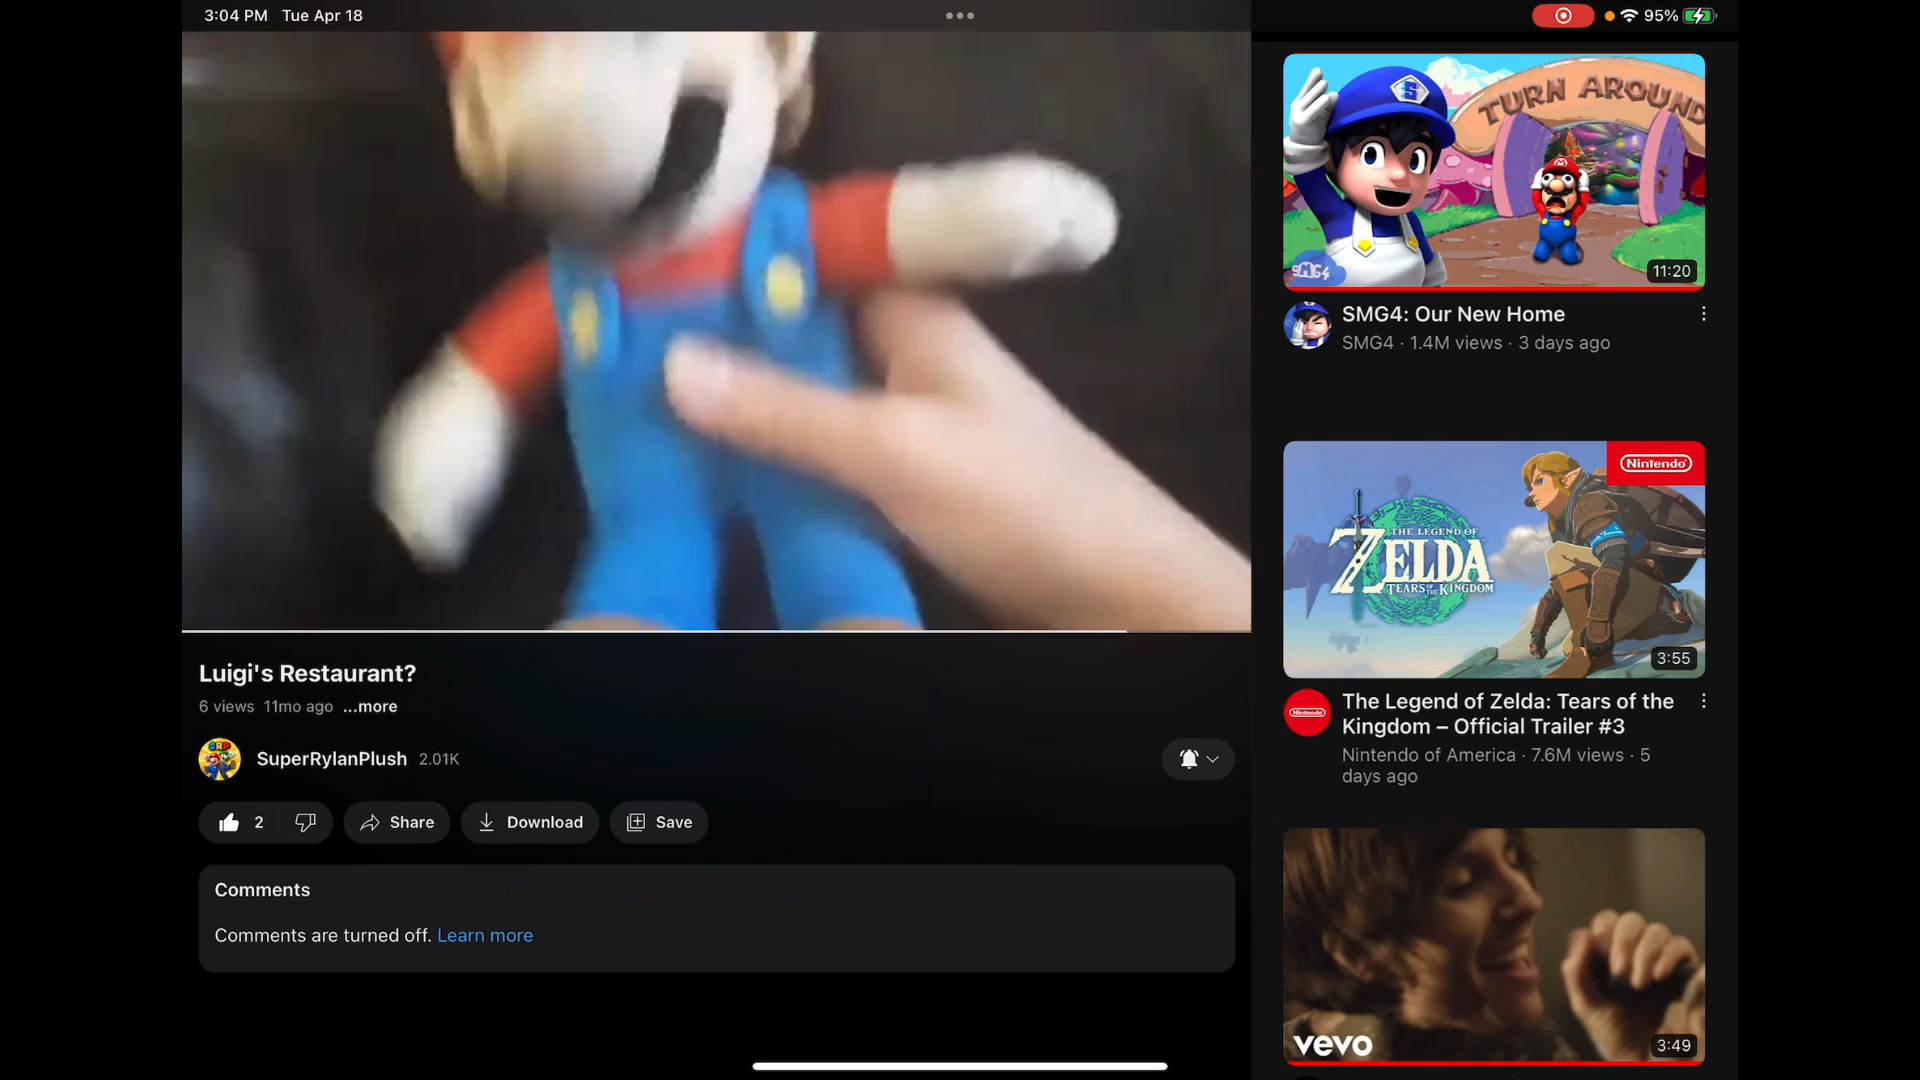 3:04 PM Tue Apr 18
95%
TURN AROUND
S
SMG4
11:20
SMG4: Our New Home
SMG4 · 1.4M views · 3 days ago
Nintendo
THE LEGEND OF
ZELDA
TEARS OF THE KINGDOM
3:55
Nintendo
The Legend of Zelda: Tears of the
Kingdom – Official Trailer #3
Nintendo of America · 7.6M views · 5
days ago
vevo
3:49
Luigi's Restaurant?
6 views 11mo ago ...more
SRP
SuperRylanPlush 2.01K
2
Share
Download
Save
Comments
Comments are turned off. Learn more